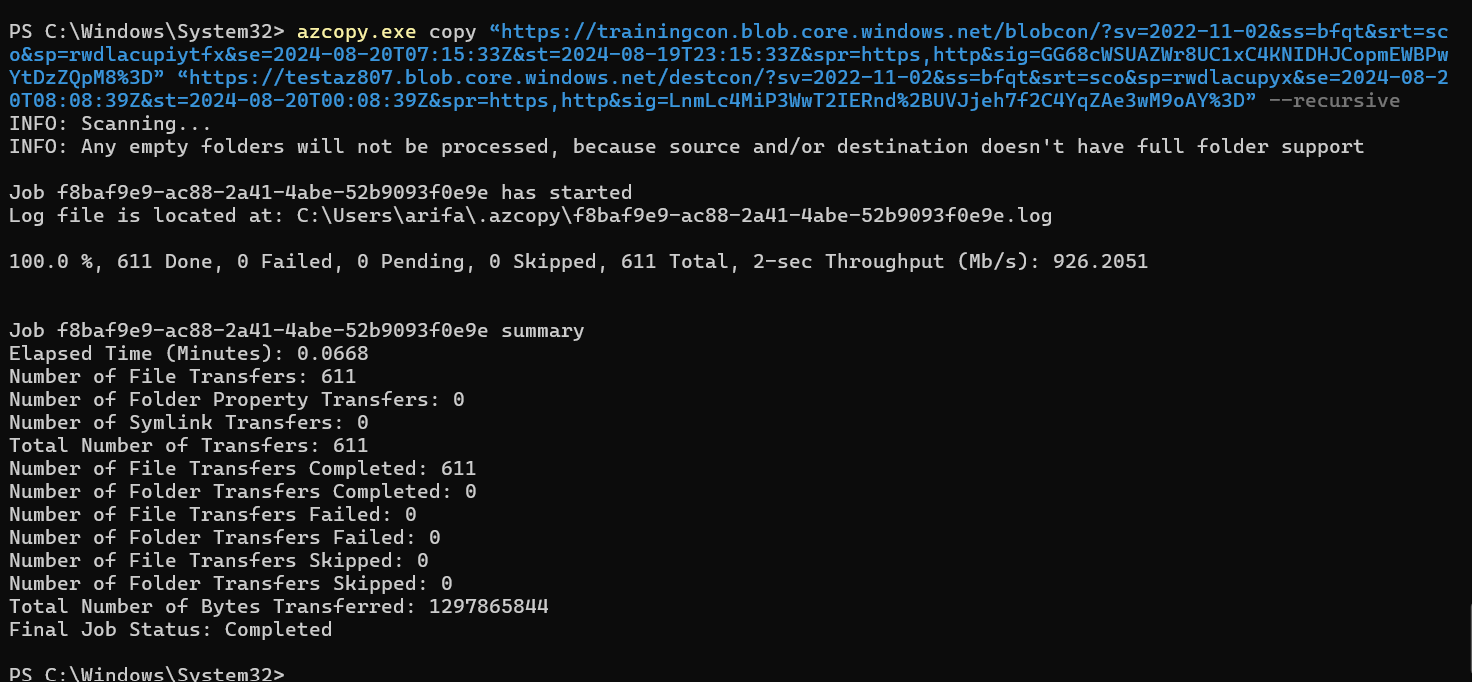 PS C:\Windows\System32> azcopy.exe copy “https://trainingcon.blob.core.windows.net/blobcon/?sv=2022-11-02&ss=bfqt&srt=sc
o&sp=rwdlacupiytfx&se=2024-08-20T07:15:33Z&st=2024-08-19T23:15:33Z&spr=https,http&sig=GG68cWSUAZWr8UC1xC4KNIDHJCopmEWBPw
YtDzZQpM8%3D” “https://testaz807.blob.core.windows.net/destcon/?sv=2022-11-02&ss=bfqt&srt=sco&sp=rwdlacupyx&se=2024-08-2
0T08:08:39Z&st=2024-08-20T00:08:39Z&spr=https,http&sig=LnmLc4MiP3WwT2IERnd%2BUVJjeh7f2C4YqZAe3wM9oAY%3D” --recursive
INFO: Scanning...
INFO: Any empty folders will not be processed, because source and/or destination doesn't have full folder support
Job f8baf9e9-ac88-2a41-4abe-52b9093f0e9e has started
Log file is located at: C:\Users\arifa\.azcopy\f8baf9e9-ac88-2a41-4abe-52b9093f0e9e.log
100.0 %, 611 Done, 0 Failed, 0 Pending, 0 Skipped, 611 Total, 2-sec Throughput (Mb/s): 926.2051
Job f8baf9e9-ac88-2a41-4abe-52b9093f0e9e summary
Elapsed Time (Minutes): 0.0668
Number of File Transfers: 611
Number of Folder Property Transfers: 0
Number of Symlink Transfers: 0
Total Number of Transfers: 611
Number of File Transfers Completed: 611
Number of Folder Transfers Completed: 0
Number of File Transfers Failed: 0
Number of Folder Transfers Failed: 0
Number of File Transfers Skipped: 0
Number of Folder Transfers Skipped: 0
Total Number of Bytes Transferred: 1297865844
Final Job Status: Completed
PS C:\Windows\System32>